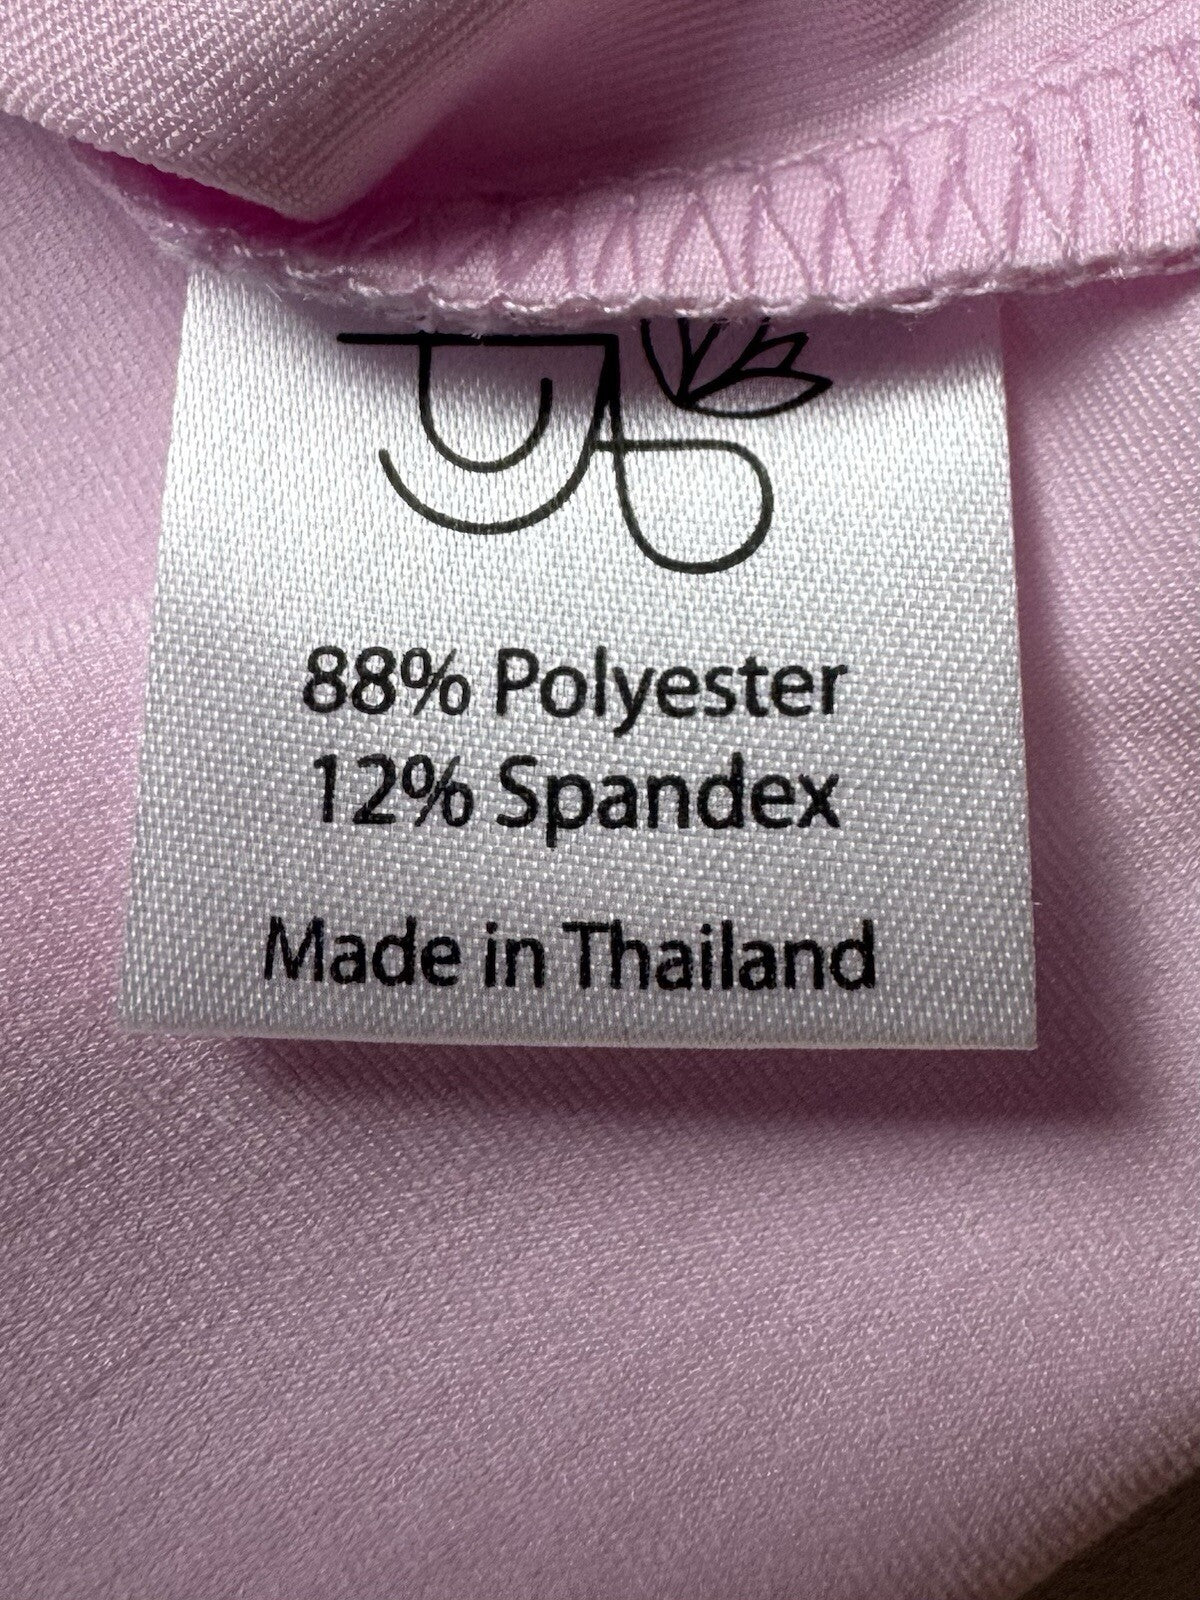 88% Polyester
12% Spandex
Made in Thailand